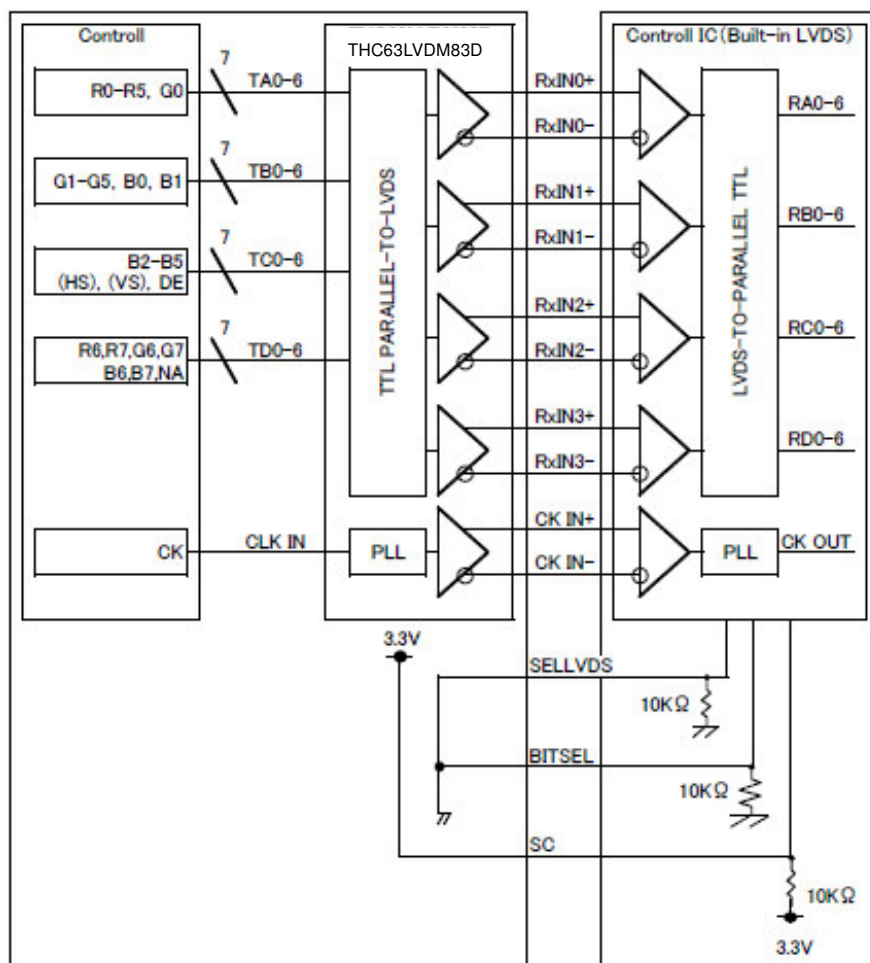 Controll
THC63LVDM83D
Controll IC(Built-in LVDS)
R0-R5, G0
7
TA0-6
RxIN0+
RxIN0-
RA0-6
G1-G5, B0, B1
7
TB0-6
RxIN1+
RxIN1-
RB0-6
B2-B5
(HS), (VS), DE
7
TC0-6
RxIN2+
RxIN2-
RC0-6
R6,R7,G6,G7
B6,B7,NA
7
TD0-6
RxIN3+
RxIN3-
RD0-6
TTL PARALLEL-TO-LVDS
LVDS-TO-PARALLEL TTL
CK
CLK IN
PLL
CK IN+
CK IN-
PLL
CK OUT
3.3V
SELLVDS
10KΩ
BITSEL
10KΩ
SC
10KΩ
3.3V